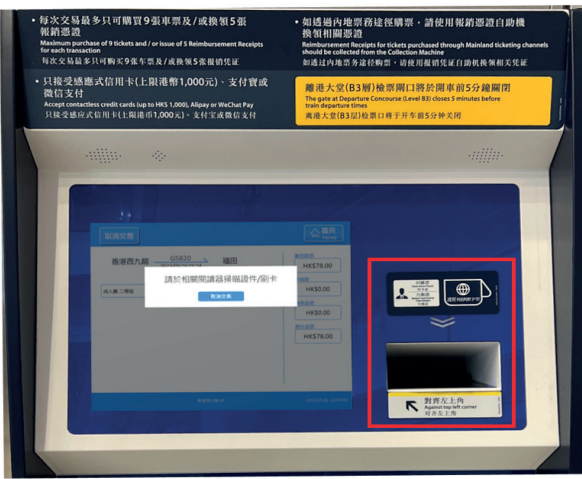 • 每次交易最多只可購買9張車票及/或換領5張
報銷憑證
Maximum purchase of 9 tickets and / or issue of 5 Reimbursement Receipts
for each transaction
每次交易最多只可购买9张车票及/或换领5张报销凭证
• 只接受感應式信用卡(上限港幣1,000元)、支付寶或
微信支付
Accept contactless credit cards (up to HK$ 1,000), Alipay or WeChat Pay
只接受感应式信用卡(上限港币1,000元)、支付宝或微信支付
• 如透過內地票務途徑購票,請使用報銷憑證自助機
換領相關憑證
Reimbursement Receipts for tickets purchased through Mainland ticketing channels
should be collected from the Collection Machine
如通过内地票务途径购票,请使用报销凭证自助机换领相关凭证
離港大堂(B3層)檢票閘口將於開車前5分鐘關閉
The gate at Departure Concourse (Level B3) closes 5 minutes before
train departure times
离港大堂(B3层)检票口将于开车前5分钟关闭
取消交易
首頁
香港西九龍 G5820 福田
HK$78.00
請於相關閱讀器掃瞄證件/刷卡
取消交易
成人票 二等座
HK$0.00
HK$0.00
HK$78.00
對齊左上角
Against top left corner
对齐左上角